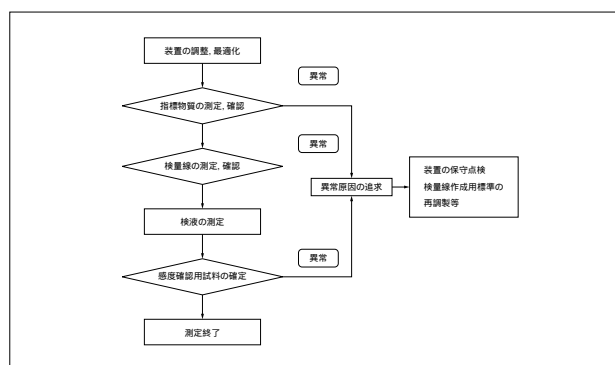 装置の調整, 最適化
異常
指標物質の測定, 確認
異常
検量線の測定, 確認
異常原因の追求
装置の保守点検
検量線作成用標準の
再調製等
検液の測定
異常
感度確認用試料の確定
測定終了